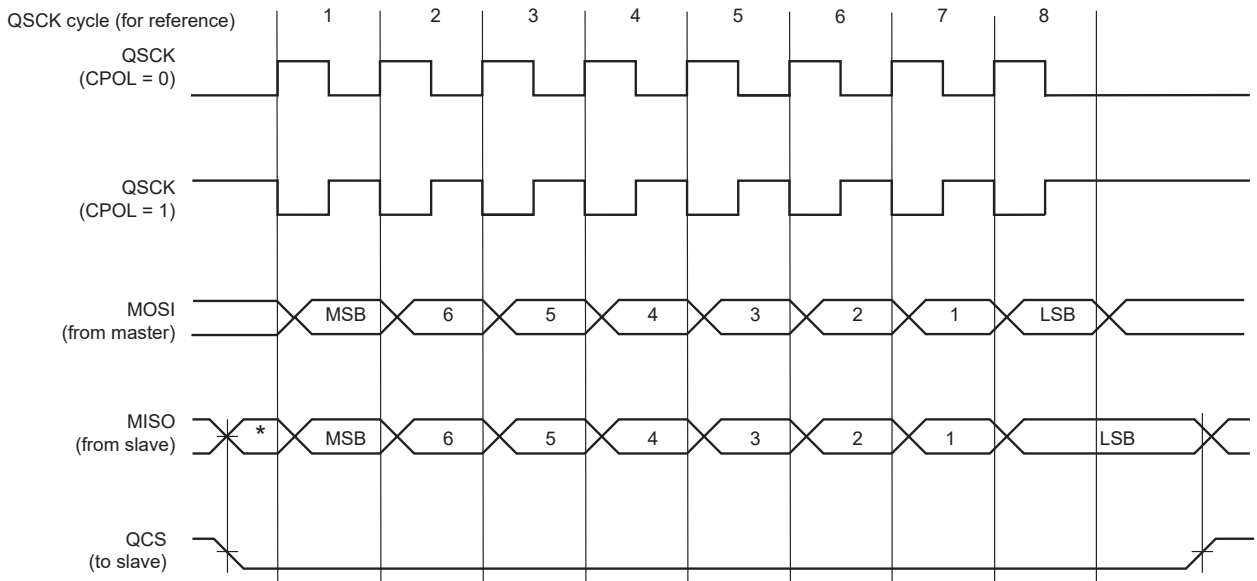 QSCK cycle (for reference) 1 2 3 4 5 6 7 8
QSCK
(CPOL = 0)
QSCK
(CPOL = 1)
MOSI
(from master)
MSB 6 5 4 3 2 1 LSB
MISO
(from slave)
* MSB 6 5 4 3 2 1 LSB
QCS
(to slave)